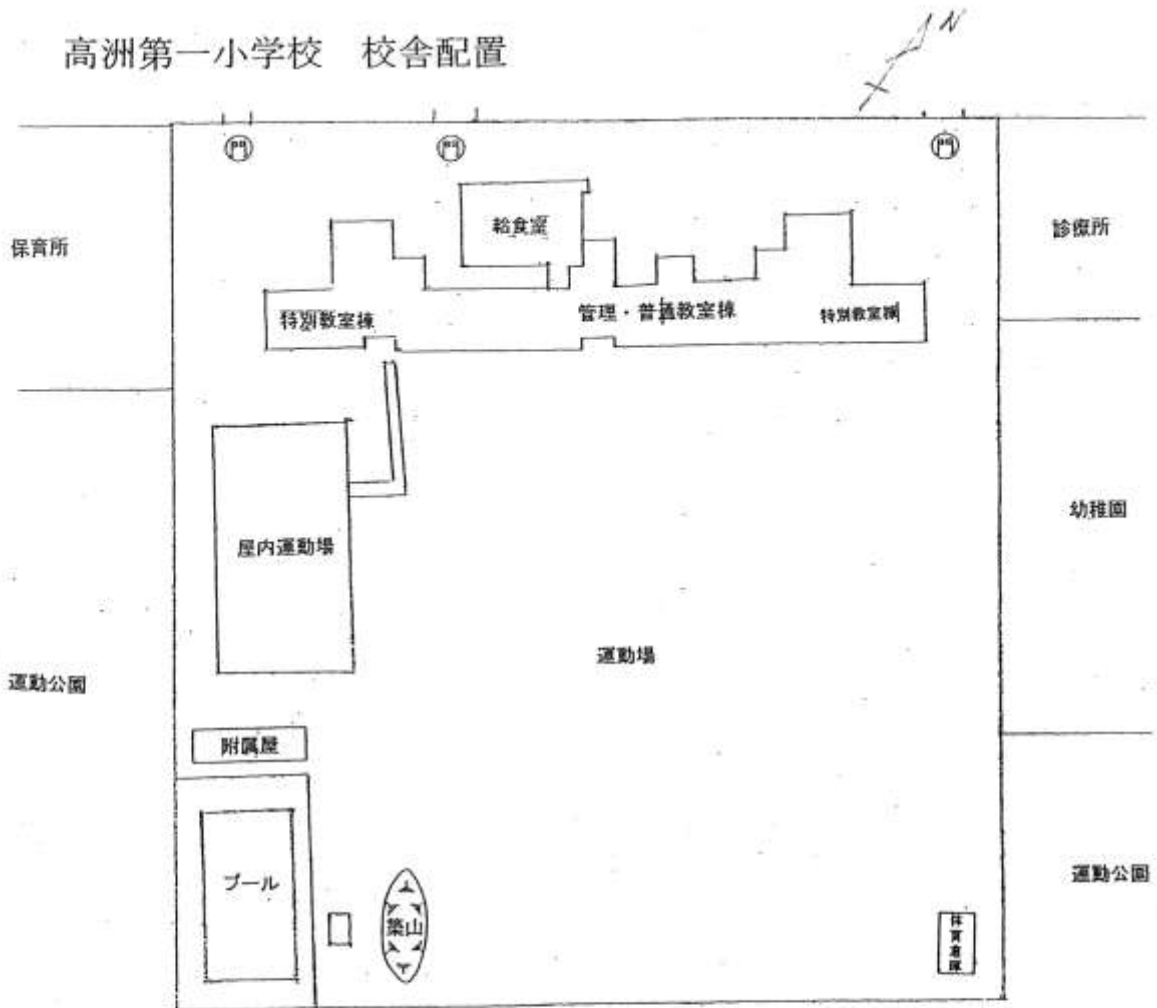 高洲第一小学校　校舎配置
N
門
門
門
保育所
給食室
診療所
特別教室棟
管理・普通教室棟
特別教室棟
幼稚園
屋内運動場
運動場
運動公園
附属屋
プール
築山
運動公園
体育倉庫